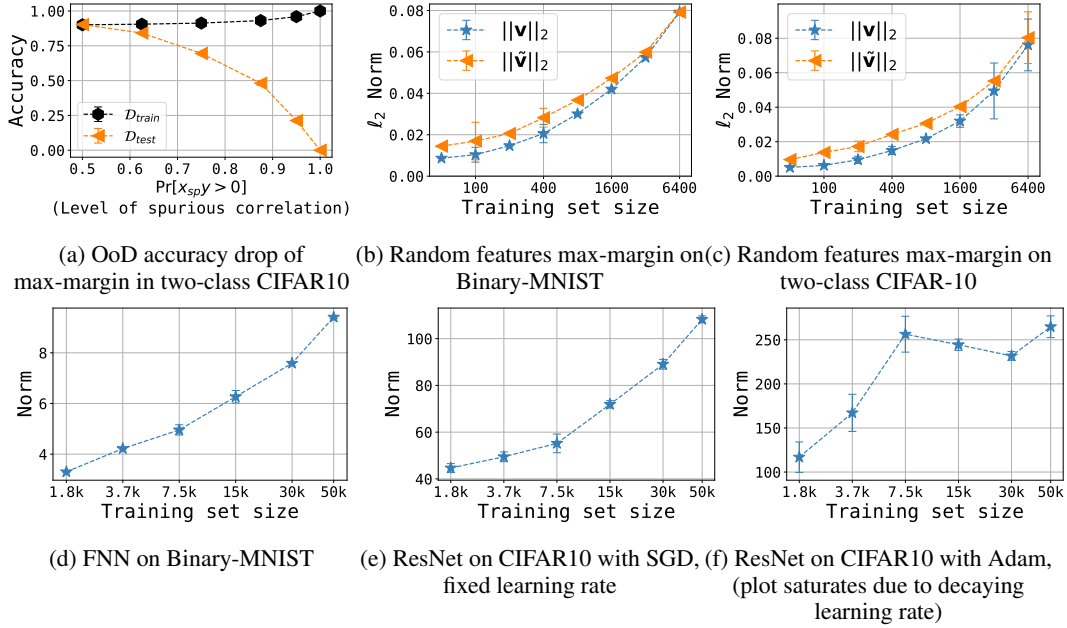 1.00
0.75
0.50
0.25
0.00
Accuracy
D_train
D_test
0.5 0.6 0.7 0.8 0.9 1.0
Pr[x_sp y > 0]
(Level of spurious correlation)
(a) OoD accuracy drop of
max-margin in two-class CIFAR10
0.08
0.06
0.04
0.02
0.00
ℓ₂ Norm
||v||₂
||ṽ||₂
100 400 1600 6400
Training set size
(b) Random features max-margin on
Binary-MNIST
0.08
0.06
0.04
0.02
0.00
ℓ₂ Norm
||v||₂
||ṽ||₂
100 400 1600 6400
Training set size
(c) Random features max-margin on
two-class CIFAR-10
8
6
4
Norm
1.8k 3.7k 7.5k 15k 30k 50k
Training set size
(d) FNN on Binary-MNIST
100
80
60
40
Norm
1.8k 3.7k 7.5k 15k 30k 50k
Training set size
(e) ResNet on CIFAR10 with SGD,
fixed learning rate
250
200
150
100
Norm
1.8k 3.7k 7.5k 15k 30k 50k
Training set size
(f) ResNet on CIFAR10 with Adam,
(plot saturates due to decaying
learning rate)